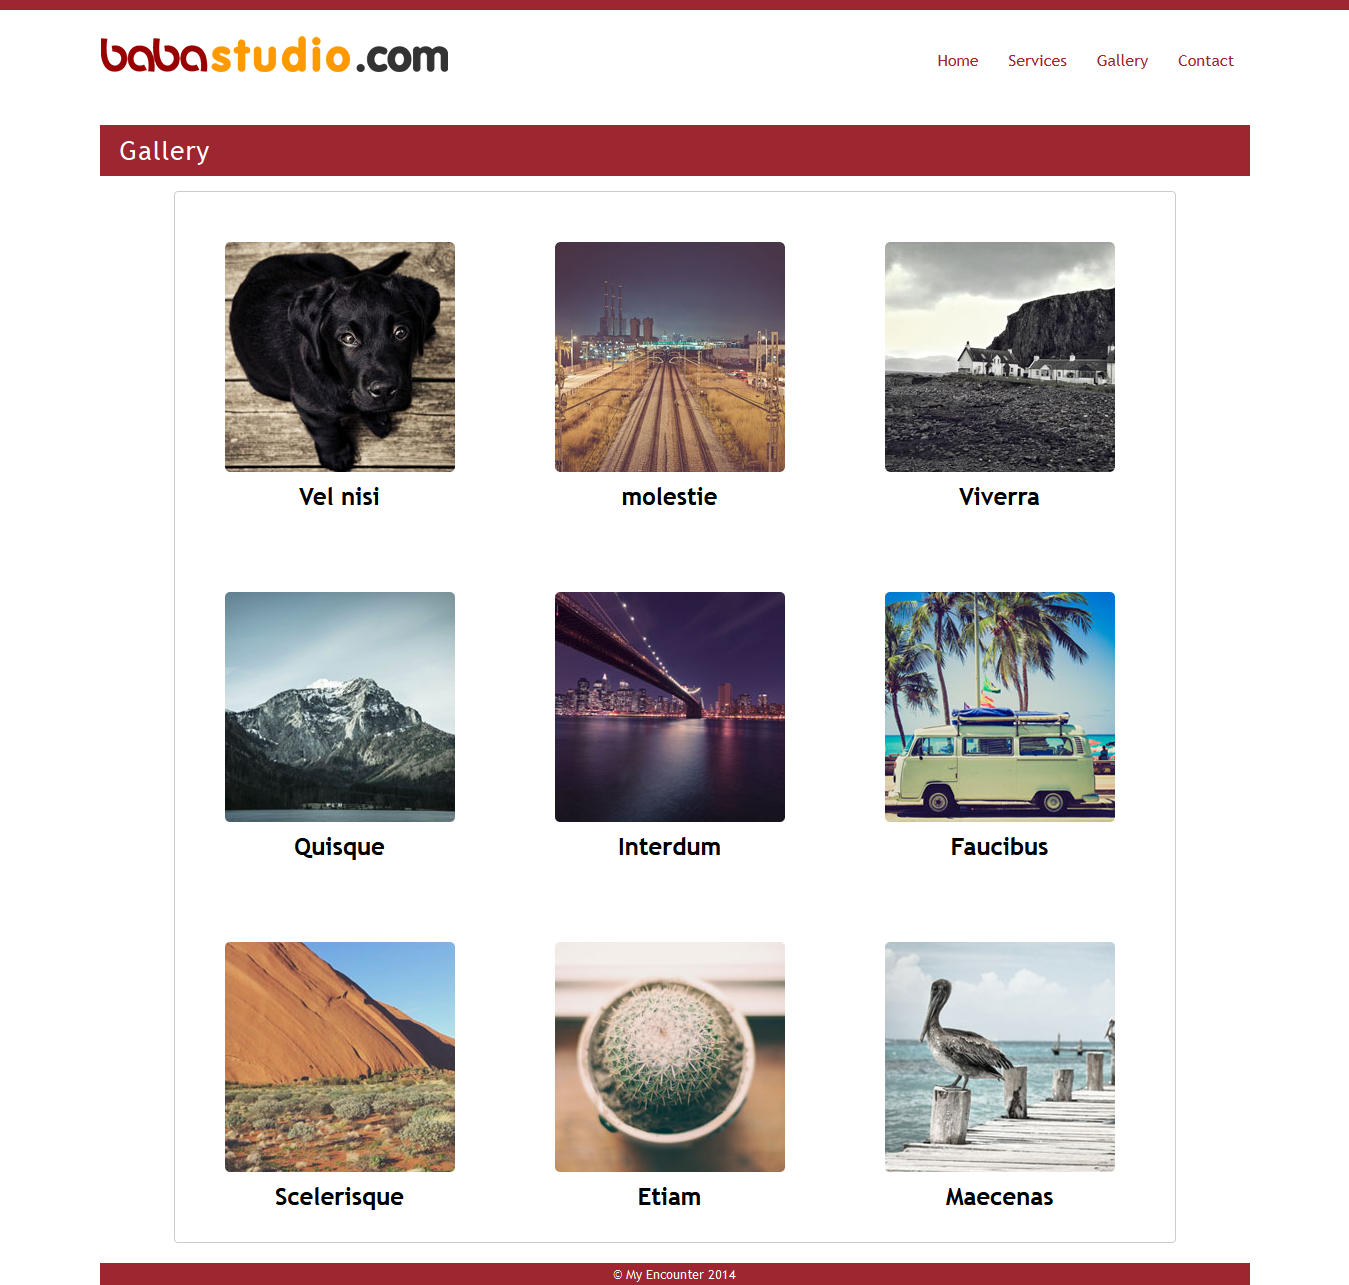 babastudio.com
Home Services Gallery Contact
Gallery
Vel nisi molestie Viverra
Quisque Interdum Faucibus
Scelerisque Etiam Maecenas
© My Encounter 2014